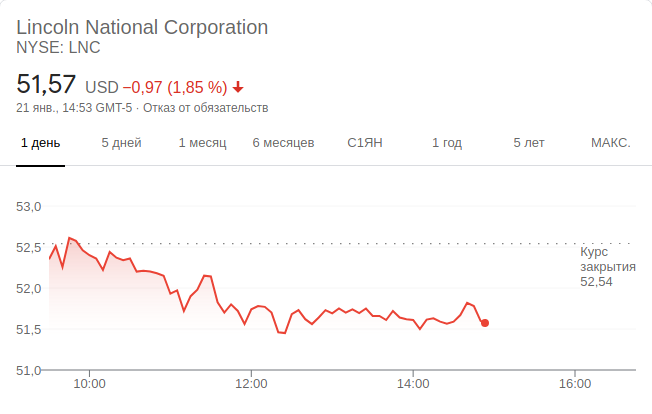 Lincoln National Corporation
NYSE: LNC
51,57 USD −0,97 (1,85 %)
21 янв., 14:53 GMT-5 · Отказ от обязательств
1 день 5 дней 1 месяц 6 месяцев С1ЯН 1 год 5 лет МАКС.
53,0
52,5
Курс
закрытия
52,54
52,0
51,5
51,0
10:00 12:00 14:00 16:00